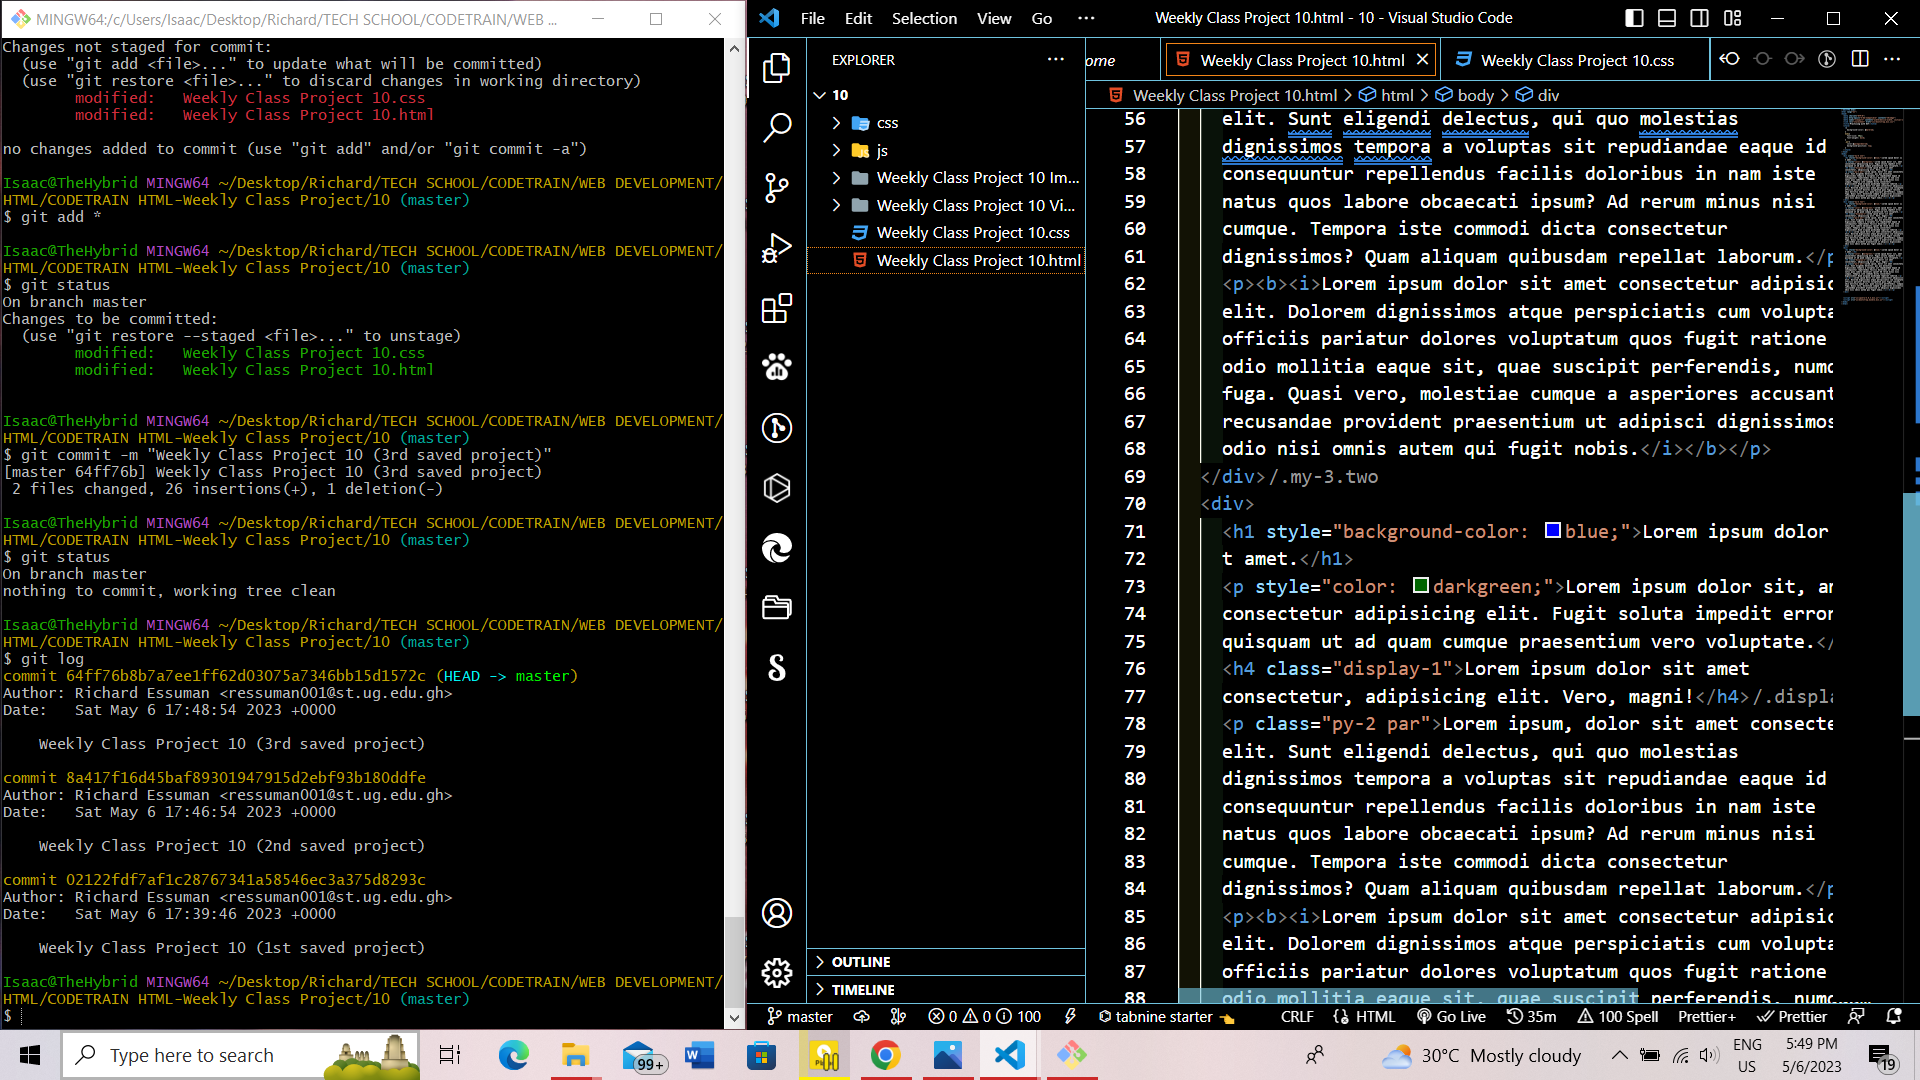 MINGW64:/c/Users/Isaac/Desktop/Richard/TECH SCHOOL/CODETRAIN/WEB ...
Changes not staged for commit:
(use "git add <file>..." to update what will be committed)
(use "git restore <file>..." to discard changes in working directory)
modified:   Weekly Class Project 10.css
modified:   Weekly Class Project 10.html
no changes added to commit (use "git add" and/or "git commit -a")
Isaac@TheHybrid MINGW64 ~/Desktop/Richard/TECH SCHOOL/CODETRAIN/WEB DEVELOPMENT/
HTML/CODETRAIN HTML-Weekly Class Project/10 (master)
$ git add *
Isaac@TheHybrid MINGW64 ~/Desktop/Richard/TECH SCHOOL/CODETRAIN/WEB DEVELOPMENT/
HTML/CODETRAIN HTML-Weekly Class Project/10 (master)
$ git status
On branch master
Changes to be committed:
(use "git restore --staged <file>..." to unstage)
modified:   Weekly Class Project 10.css
modified:   Weekly Class Project 10.html
Isaac@TheHybrid MINGW64 ~/Desktop/Richard/TECH SCHOOL/CODETRAIN/WEB DEVELOPMENT/
HTML/CODETRAIN HTML-Weekly Class Project/10 (master)
$ git commit -m "Weekly Class Project 10 (3rd saved project)"
[master 64ff76b] Weekly Class Project 10 (3rd saved project)
2 files changed, 26 insertions(+), 1 deletion(-)
Isaac@TheHybrid MINGW64 ~/Desktop/Richard/TECH SCHOOL/CODETRAIN/WEB DEVELOPMENT/
HTML/CODETRAIN HTML-Weekly Class Project/10 (master)
$ git status
On branch master
nothing to commit, working tree clean
Isaac@TheHybrid MINGW64 ~/Desktop/Richard/TECH SCHOOL/CODETRAIN/WEB DEVELOPMENT/
HTML/CODETRAIN HTML-Weekly Class Project/10 (master)
$ git log
commit 64ff76b8b7a7ee1ff62d03075a7346bb15d1572c (HEAD -> master)
Author: Richard Essuman <ressuman001@st.ug.edu.gh>
Date:   Sat May 6 17:48:54 2023 +0000
Weekly Class Project 10 (3rd saved project)
commit 8a417f16d45baf89301947915d2ebf93b180ddfe
Author: Richard Essuman <ressuman001@st.ug.edu.gh>
Date:   Sat May 6 17:46:54 2023 +0000
Weekly Class Project 10 (2nd saved project)
commit 02122fdf7af1c28767341a58546ec3a375d8293c
Author: Richard Essuman <ressuman001@st.ug.edu.gh>
Date:   Sat May 6 17:39:46 2023 +0000
Weekly Class Project 10 (1st saved project)
Isaac@TheHybrid MINGW64 ~/Desktop/Richard/TECH SCHOOL/CODETRAIN/WEB DEVELOPMENT/
HTML/CODETRAIN HTML-Weekly Class Project/10 (master)
$
File Edit Selection View Go ··· Weekly Class Project 10.html - 10 - Visual Studio Code
EXPLORER ···
10
css
js
Weekly Class Project 10 Im...
Weekly Class Project 10 Vi...
Weekly Class Project 10.css
Weekly Class Project 10.html
OUTLINE
TIMELINE
ome Weekly Class Project 10.html Weekly Class Project 10.css ···
Weekly Class Project 10.html > html > body > div
56 elit. Sunt eligendi delectus, qui quo molestias
57 dignissimos tempora a voluptas sit repudiandae eaque id
58 consequuntur repellendus facilis doloribus in nam iste
59 natus quos labore obcaecati ipsum? Ad rerum minus nisi
60 cumque. Tempora iste commodi dicta consectetur
61 dignissimos? Quam aliquam quibusdam repellat laborum.</p
62 <p><b><i>Lorem ipsum dolor sit amet consectetur adipisic
63 elit. Dolorem dignissimos atque perspiciatis cum volupta
64 officiis pariatur dolores voluptatum quos fugit ratione
65 odio mollitia eaque sit, quae suscipit perferendis, numq
66 fuga. Quasi vero, molestiae cumque a asperiores accusant
67 recusandae provident praesentium ut adipisci dignissimos
68 odio nisi omnis autem qui fugit nobis.</i></b></p>
69 </div>/.my-3.two
70 <div>
71 <h1 style="background-color: blue;">Lorem ipsum dolor
72 t amet.</h1>
73 <p style="color: darkgreen;">Lorem ipsum dolor sit, am
74 consectetur adipisicing elit. Fugit soluta impedit error
75 quisquam ut ad quam cumque praesentium vero voluptate.</
76 <h4 class="display-1">Lorem ipsum dolor sit amet
77 consectetur, adipisicing elit. Vero, magni!</h4>/.displa
78 <p class="py-2 par">Lorem ipsum, dolor sit amet consecte
79 elit. Sunt eligendi delectus, qui quo molestias
80 dignissimos tempora a voluptas sit repudiandae eaque id
81 consequuntur repellendus facilis doloribus in nam iste
82 natus quos labore obcaecati ipsum? Ad rerum minus nisi
83 cumque. Tempora iste commodi dicta consectetur
84 dignissimos? Quam aliquam quibusdam repellat laborum.</p
85 <p><b><i>Lorem ipsum dolor sit amet consectetur adipisic
86 elit. Dolorem dignissimos atque perspiciatis cum volupta
87 officiis pariatur dolores voluptatum quos fugit ratione
88 odio mollitia eaque sit, quae suscipit perferendis, numq
master 0 0 100 tabnine starter CRLF HTML Go Live 35m 100 Spell Prettier+ Prettier
Type here to search 99+ 30°C Mostly cloudy ENG US 5:49 PM 5/6/2023 19